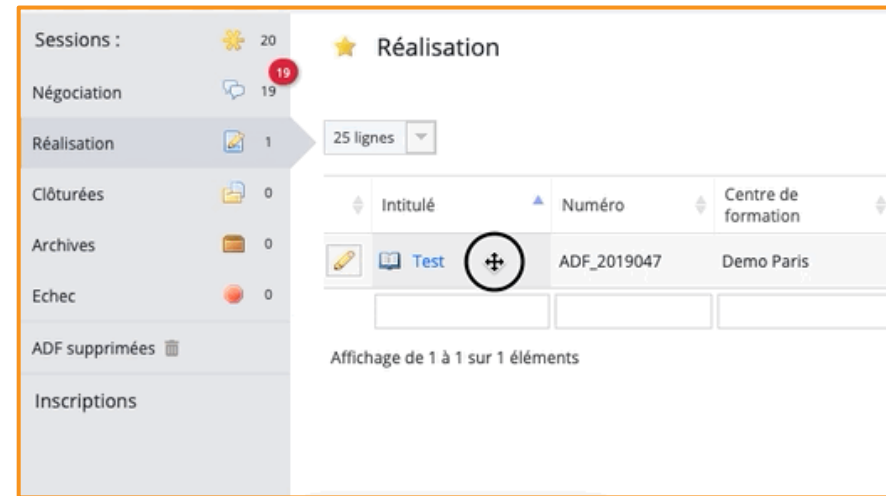 Sessions : 20
19
Négociation 19
Réalisation 1
Clôturées 0
Archives 0
Echec 0
ADF supprimées
Inscriptions
Réalisation
25 lignes
Intitulé Numéro Centre de formation
Test ADF_2019047 Demo Paris
Affichage de 1 à 1 sur 1 éléments